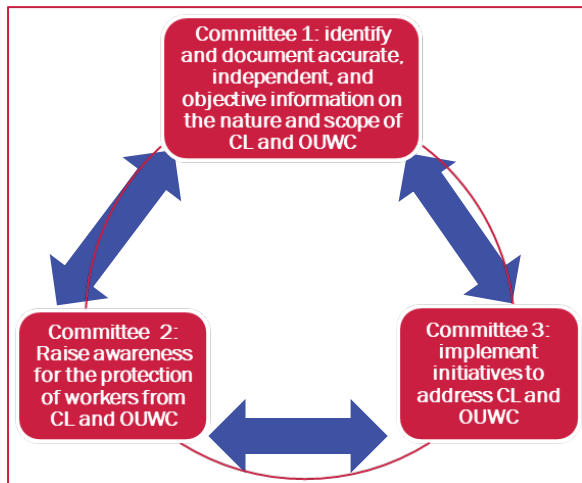 Committee 1: identify
and document accurate,
independent, and
objective information on
the nature and scope of
CL and OUWC
Committee 2:
Raise awareness
for the protection
of workers from
CL and OUWC
Committee 3:
implement
initiatives to
address CL and
OUWC